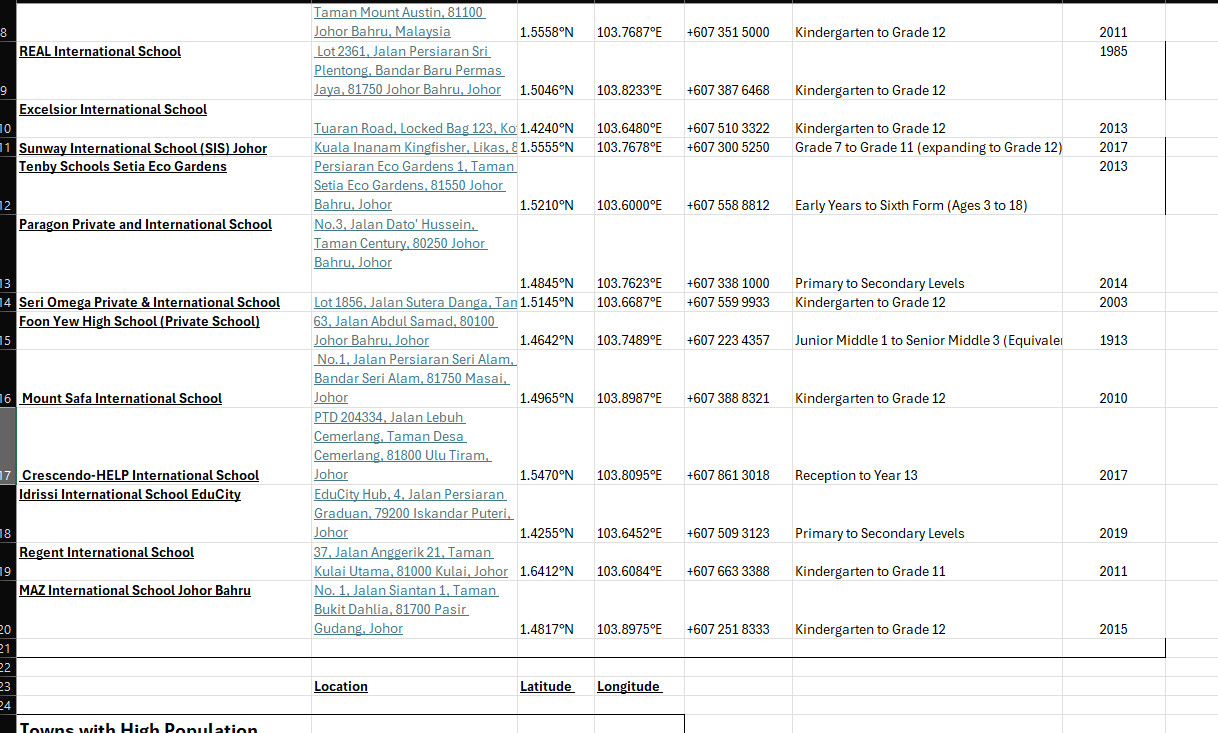 Taman Mount Austin, 81100
8 Johor Bahru, Malaysia 1.5558°N 103.7687°E +607 351 5000 Kindergarten to Grade 12 2011
REAL International School Lot 2361, Jalan Persiaran Sri 1985
Plentong, Bandar Baru Permas
9 Jaya, 81750 Johor Bahru, Johor 1.5046°N 103.8233°E +607 387 6468 Kindergarten to Grade 12
Excelsior International School
10 Tuaran Road, Locked Bag 123, Ko 1.4240°N 103.6480°E +607 510 3322 Kindergarten to Grade 12 2013
11 Sunway International School (SIS) Johor Kuala Inanam Kingfisher, Likas, 8 1.5555°N 103.7678°E +607 300 5250 Grade 7 to Grade 11 (expanding to Grade 12) 2017
Tenby Schools Setia Eco Gardens Persiaran Eco Gardens 1, Taman 2013
Setia Eco Gardens, 81550 Johor
12 Bahru, Johor 1.5210°N 103.6000°E +607 558 8812 Early Years to Sixth Form (Ages 3 to 18)
Paragon Private and International School No.3, Jalan Dato' Hussein,
Taman Century, 80250 Johor
Bahru, Johor
13 1.4845°N 103.7623°E +607 338 1000 Primary to Secondary Levels 2014
14 Seri Omega Private & International School Lot 1856, Jalan Sutera Danga, Tam 1.5145°N 103.6687°E +607 559 9933 Kindergarten to Grade 12 2003
Foon Yew High School (Private School) 63, Jalan Abdul Samad, 80100
15 Johor Bahru, Johor 1.4642°N 103.7489°E +607 223 4357 Junior Middle 1 to Senior Middle 3 (Equivaler 1913
No.1, Jalan Persiaran Seri Alam,
Bandar Seri Alam, 81750 Masai,
16 Mount Safa International School Johor 1.4965°N 103.8987°E +607 388 8321 Kindergarten to Grade 12 2010
PTD 204334, Jalan Lebuh
Cemerlang, Taman Desa
Cemerlang, 81800 Ulu Tiram,
17 Crescendo-HELP International School Johor 1.5470°N 103.8095°E +607 861 3018 Reception to Year 13 2017
Idrissi International School EduCity EduCity Hub, 4, Jalan Persiaran
Graduan, 79200 Iskandar Puteri,
18 Johor 1.4255°N 103.6452°E +607 509 3123 Primary to Secondary Levels 2019
Regent International School 37, Jalan Anggerik 21, Taman
19 Kulai Utama, 81000 Kulai, Johor 1.6412°N 103.6084°E +607 663 3388 Kindergarten to Grade 11 2011
MAZ International School Johor Bahru No. 1, Jalan Siantan 1, Taman
Bukit Dahlia, 81700 Pasir
20 Gudang, Johor 1.4817°N 103.8975°E +607 251 8333 Kindergarten to Grade 12 2015
21
22
23 Location Latitude Longitude
24
Towns with High Population